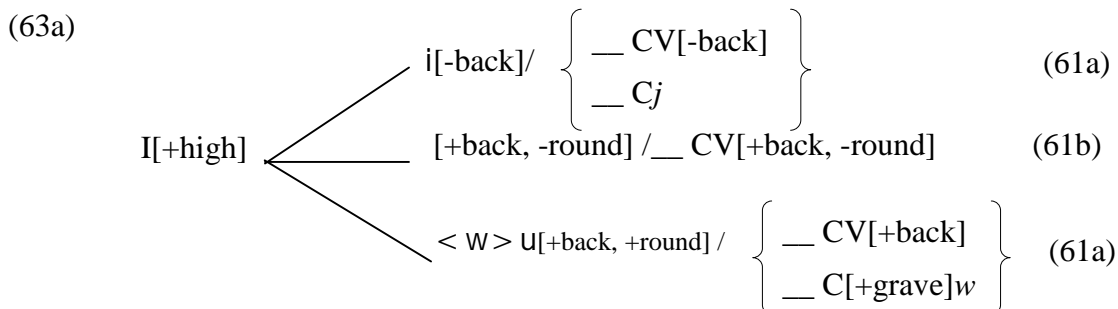 (63a)
i[-back]/ __ CV[-back] (61a)
__ Cj
I[+high] [+back, -round] /__ CV[+back, -round] (61b)
< w > u[+back, +round] / __ CV[+back] (61a)
__ C[+grave]w